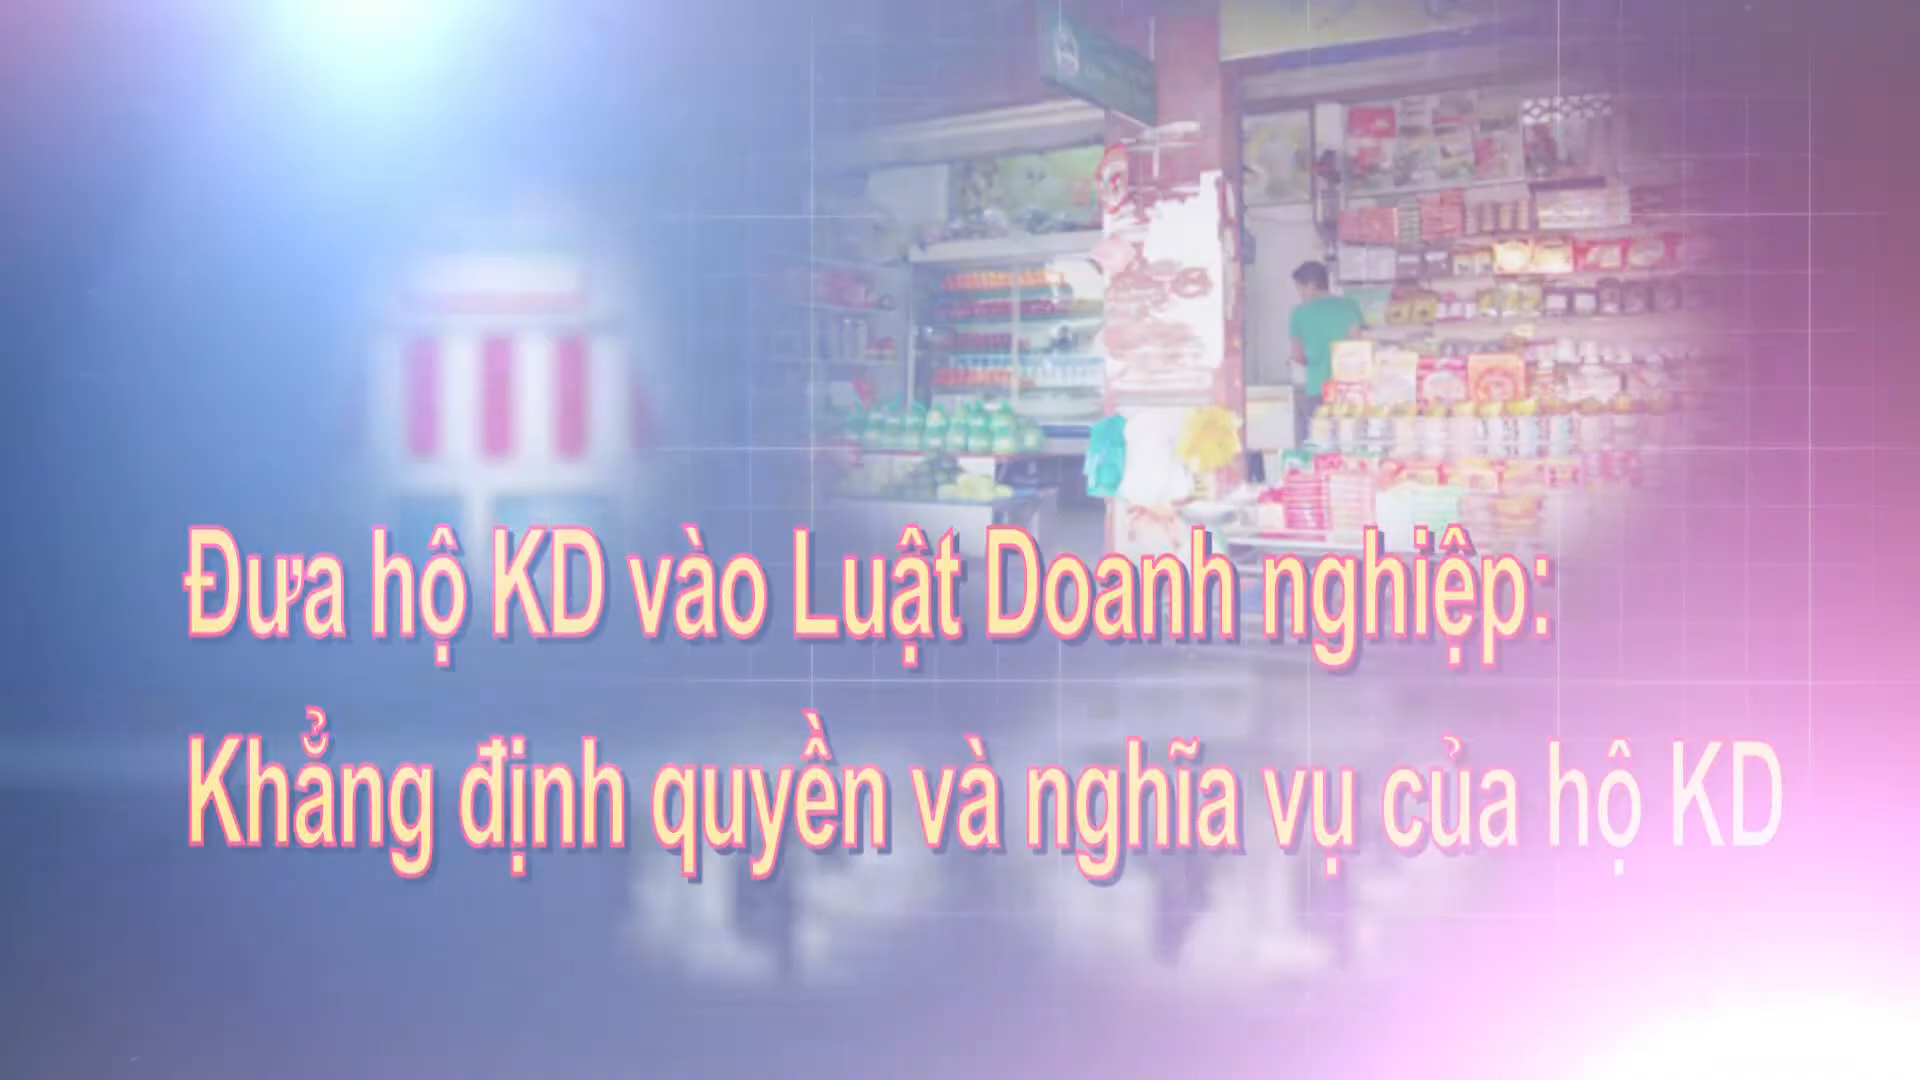 Đưa hộ KD vào Luật Doanh nghiệp:
Khẳng định quyền và nghĩa vụ của hộ KD